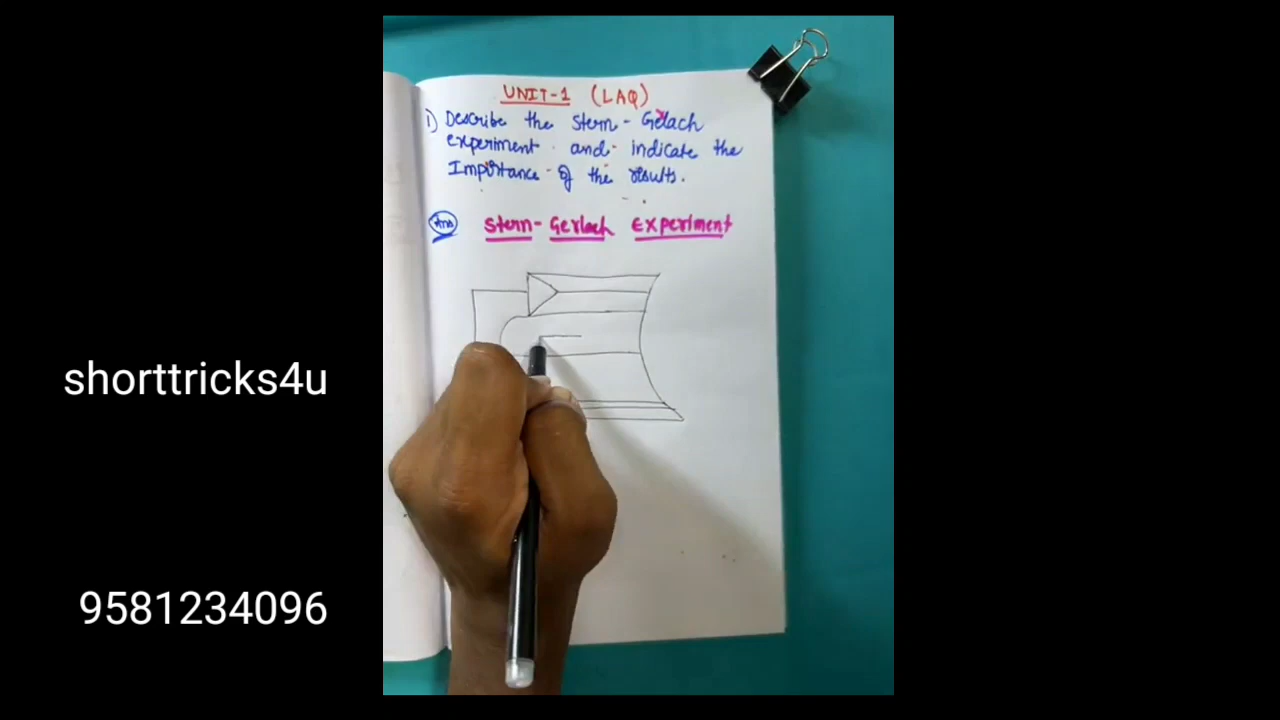 UNIT-1 (LAQ)
1) Describe the Stern-Gerlach
experiment and indicate the
Importance of the results.
Ans Stern-Gerlach Experiment
shorttricks4u
9581234096